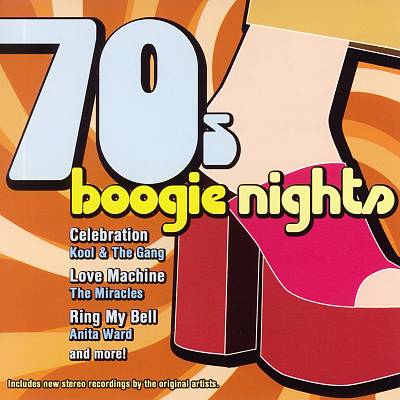 70s
boogie nights
Celebration
Kool & The Gang
Love Machine
The Miracles
Ring My Bell
Anita Ward
and more!
Includes new stereo recordings by the original artists.